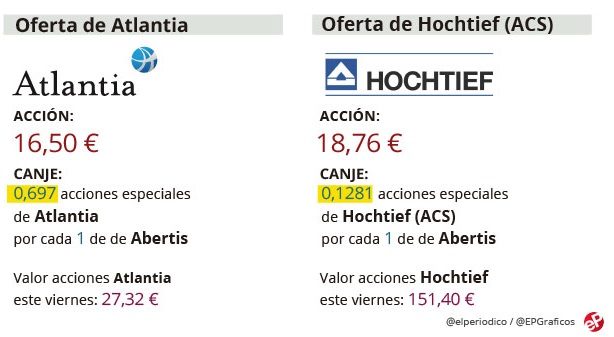 Oferta de Atlantia
Atlantia
ACCIÓN:
16,50 €
CANJE:
0,697 acciones especiales
de Atlantia
por cada 1 de de Abertis
Valor acciones Atlantia
este viernes: 27,32 €
Oferta de Hochtief (ACS)
HOCHTIEF
ACCIÓN:
18,76 €
CANJE:
0,1281 acciones especiales
de Hochtief (ACS)
por cada 1 de de Abertis
Valor acciones Hochtief
este viernes: 151,40 €
@elperiodico / @EPGraficos
eP